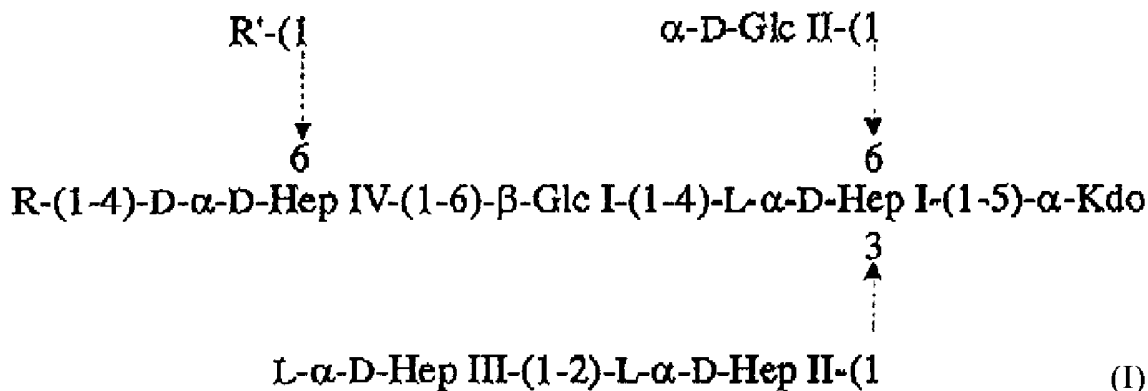 R'-(1 α-D-Glc II-(1
6 6
R-(1-4)-D-α-D-Hep IV-(1-6)-β-Glc I-(1-4)-L-α-D-Hep I-(1-5)-α-Kdo
3
L-α-D-Hep III-(1-2)-L-α-D-Hep II-(1 (I)